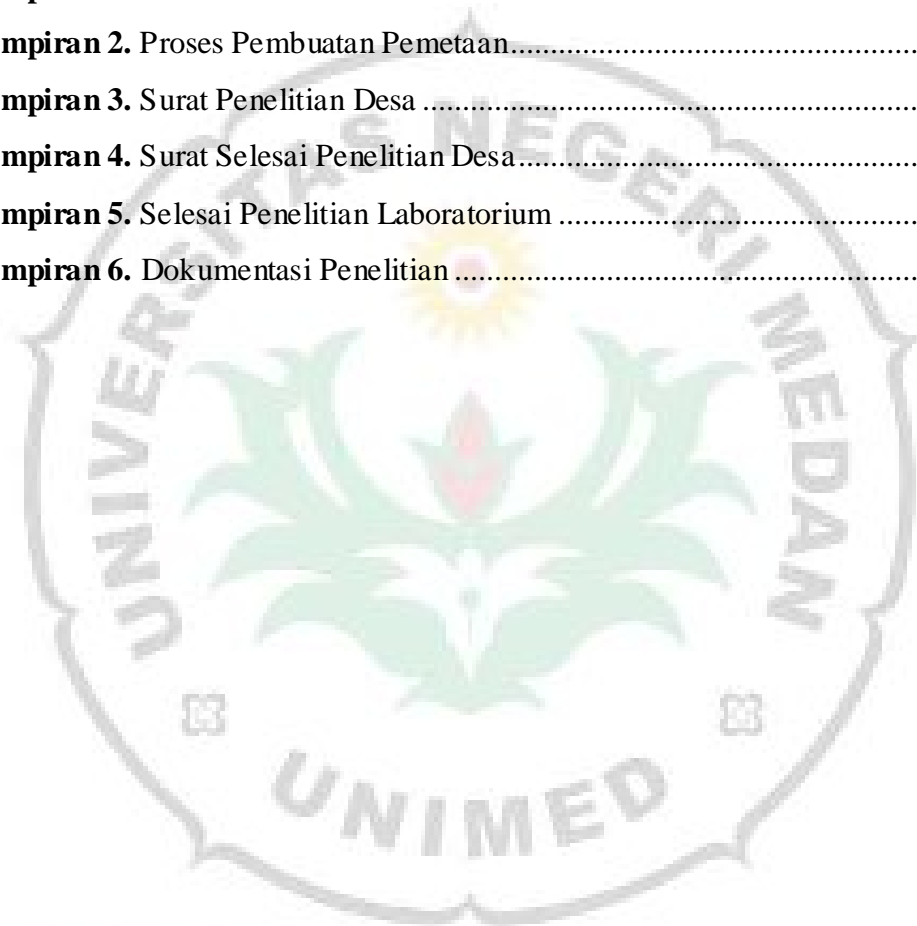 mpiran 2. Proses Pembuatan Pemetaan
mpiran 3. Surat Penelitian Desa
mpiran 4. Surat Selesai Penelitian Desa
mpiran 5. Selesai Penelitian Laboratorium
mpiran 6. Dokumentasi Penelitian
UNIVERSITAS NEGERI MEDAN
UNIMED